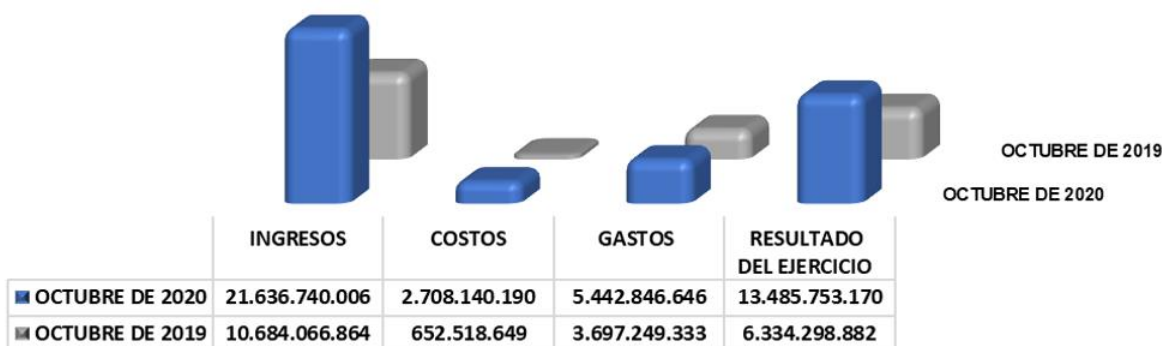 OCTUBRE DE 2019
OCTUBRE DE 2020
INGRESOS COSTOS GASTOS RESULTADO
DEL EJERCICIO
OCTUBRE DE 2020 21.636.740.006 2.708.140.190 5.442.846.646 13.485.753.170
OCTUBRE DE 2019 10.684.066.864 652.518.649 3.697.249.333 6.334.298.882